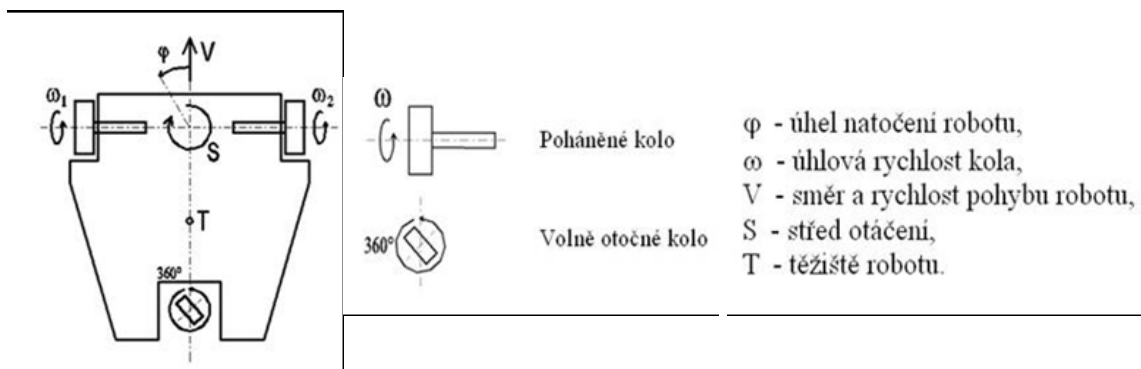 φ V
ω₁ ω₂
S
T
360°
ω
Poháněné kolo
360° Volně otočné kolo
φ - úhel natočení robotu,
ω - úhlová rychlost kola,
V - směr a rychlost pohybu robotu,
S - střed otáčení,
T - těžiště robotu.